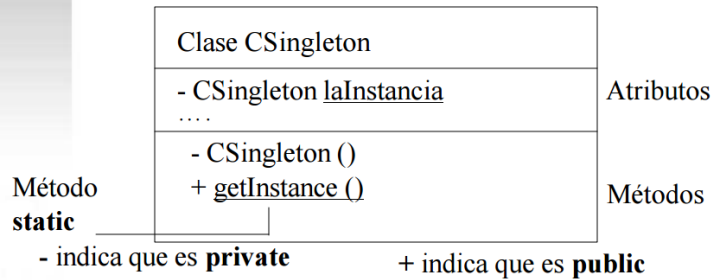 Clase CSingleton
- CSingleton laInstancia
Atributos
....
- CSingleton ()
+ getInstance ()
Método
static
Métodos
- indica que es private
+ indica que es public